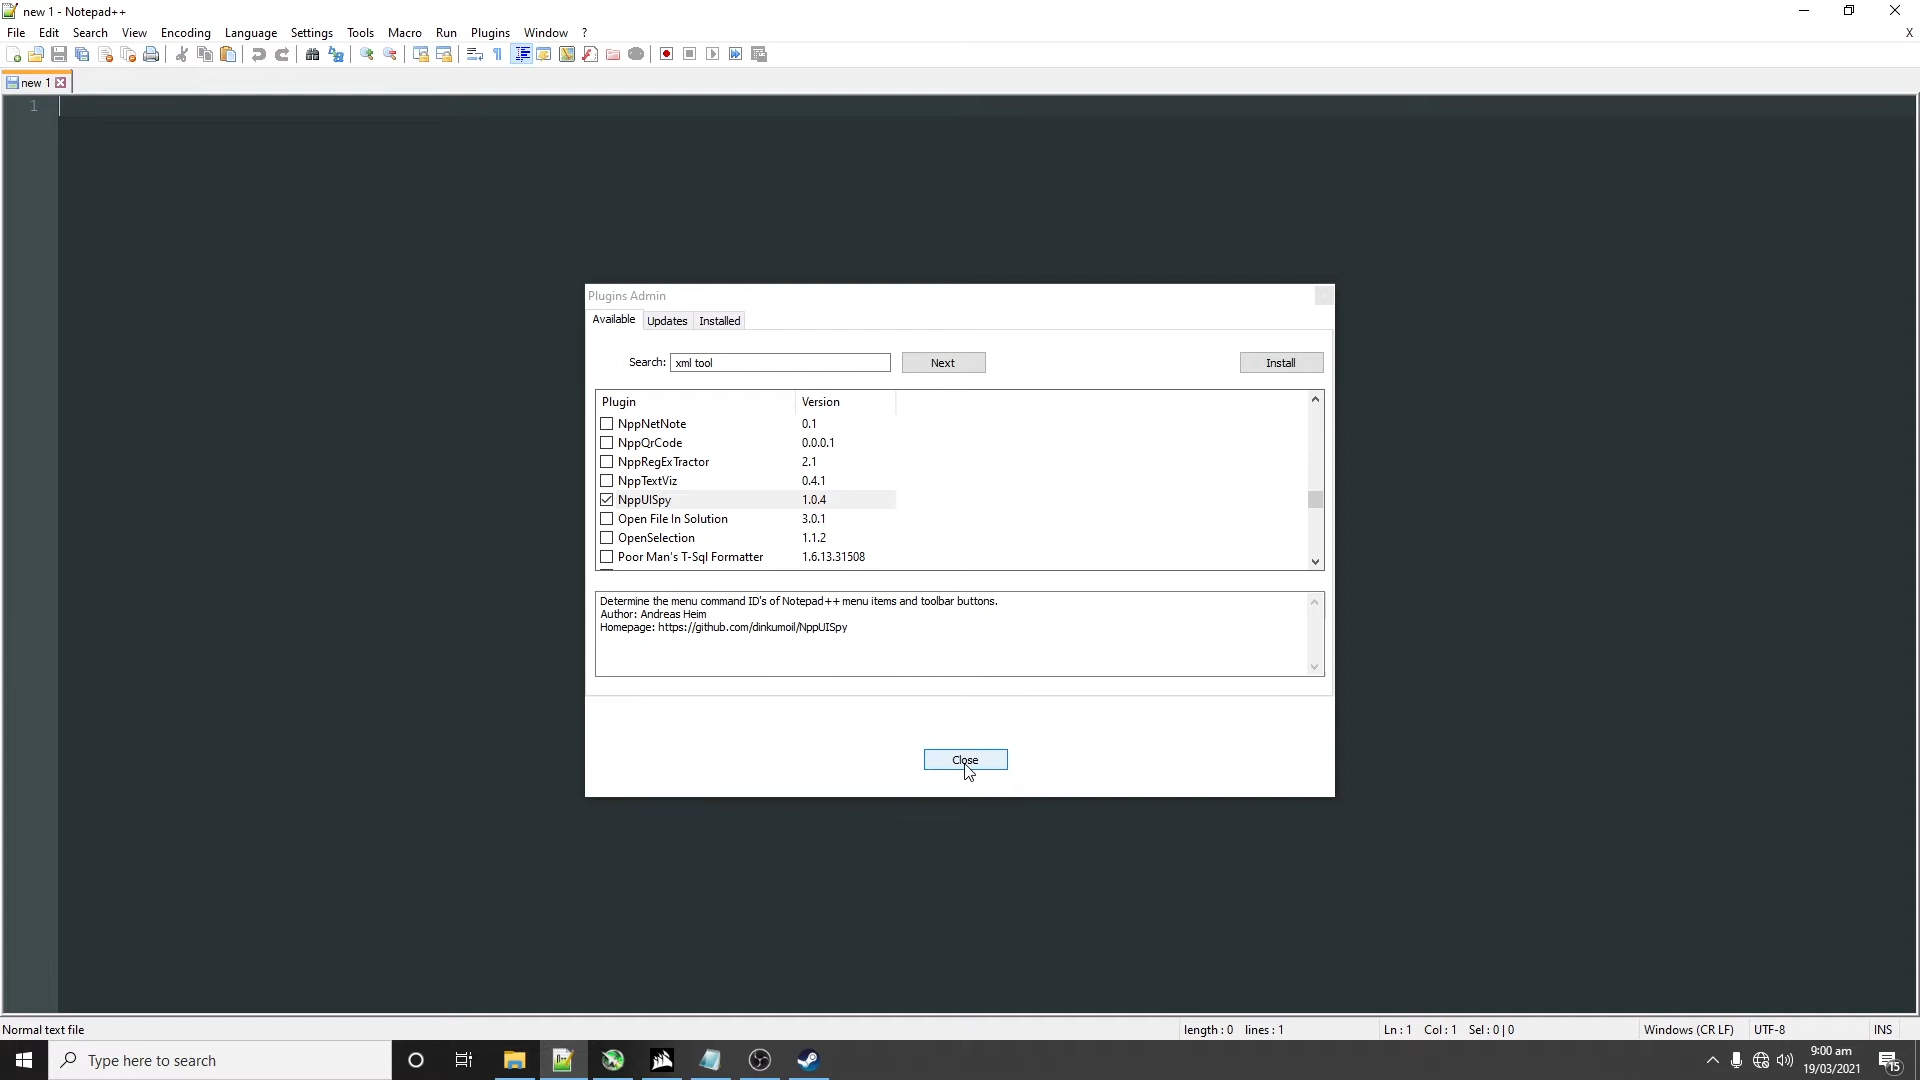 new 1 - Notepad++
File Edit Search View Encoding Language Settings Tools Macro Run Plugins Window ? X
new 1
1
Plugins Admin
Available Updates Installed
Search: xml tool Next Install
Plugin Version
NppNetNote 0.1
NppQrCode 0.0.0.1
NppRegExTractor 2.1
NppTextViz 0.4.1
NppUISpy 1.0.4
Open File In Solution 3.0.1
OpenSelection 1.1.2
Poor Man's T-Sql Formatter 1.6.13.31508
Determine the menu command ID's of Notepad++ menu items and toolbar buttons.
Author: Andreas Heim
Homepage: https://github.com/dinkumoil/NppUISpy
Close
Normal text file length : 0 lines : 1 Ln : 1 Col : 1 Sel : 0 | 0 Windows (CR LF) UTF-8 INS
Type here to search
9:00 am
19/03/2021
15